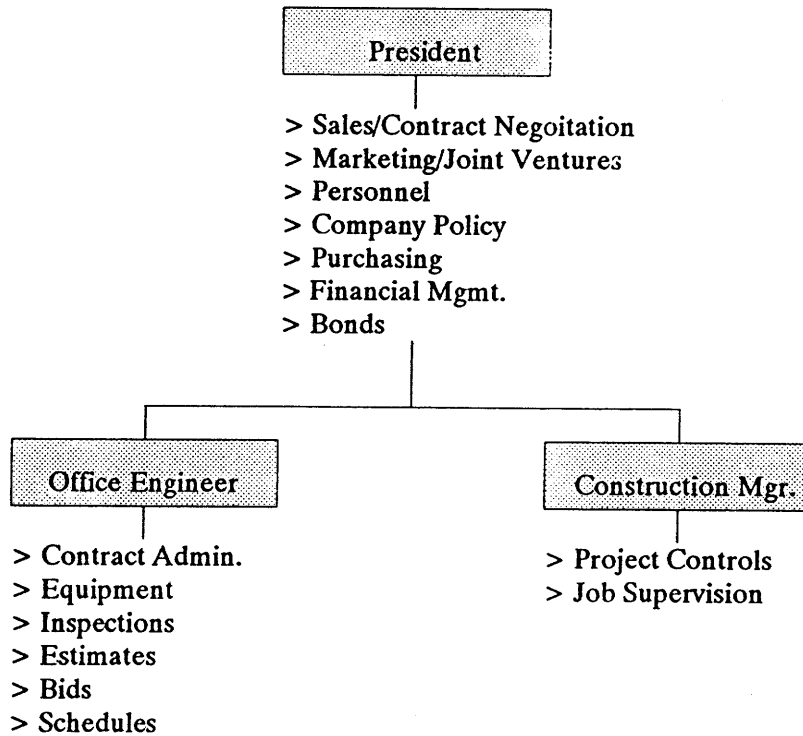 President
> Sales/Contract Negoitation
> Marketing/Joint Ventures
> Personnel
> Company Policy
> Purchasing
> Financial Mgmt.
> Bonds
Office Engineer
> Contract Admin.
> Equipment
> Inspections
> Estimates
> Bids
> Schedules
Construction Mgr.
> Project Controls
> Job Supervision